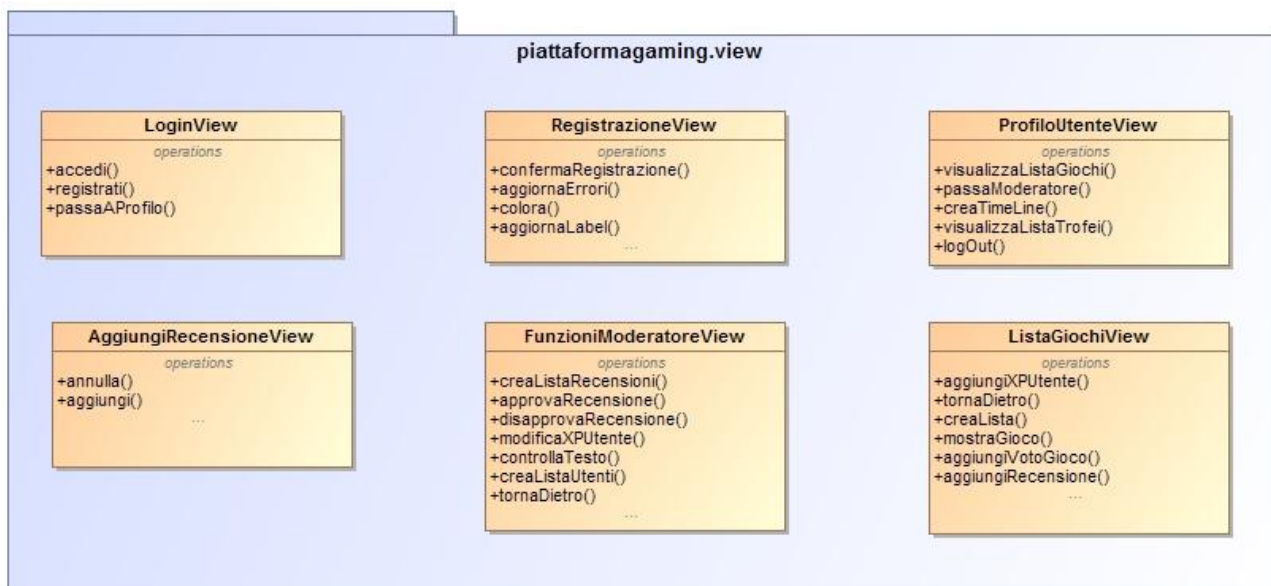 piattaformagaming.view
LoginView
operations
+accedi()
+registrati()
+passaAProfilo()
RegistrazioneView
operations
+confermaRegistrazione()
+aggiornaErrori()
+colora()
+aggiornaLabel()
...
ProfiloUtenteView
operations
+visualizzaListaGiochi()
+passaModeratore()
+creaTimeLine()
+visualizzaListaTrofei()
+logOut()
AggiungiRecensioneView
operations
+annulla()
+aggiungi()
...
FunzioniModeratoreView
operations
+creaListaRecensioni()
+approvaRecensione()
+disapprovaRecensione()
+modificaXPUtente()
+controllaTesto()
+creaListaUtenti()
+tornaDietro()
...
ListaGiochiView
operations
+aggiungiXPUtente()
+tornaDietro()
+creaLista()
+mostraGioco()
+aggiungiVotoGioco()
+aggiungiRecensione()
...